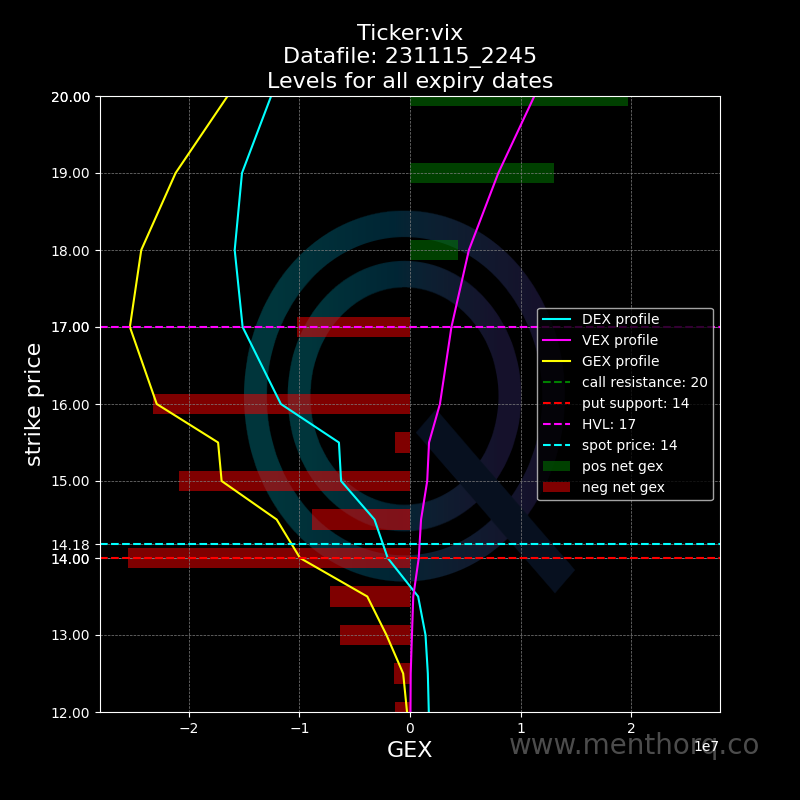 Ticker:vix
Datafile: 231115_2245
Levels for all expiry dates
20.00
19.00
18.00
17.00
16.00
15.00
14.18
14.00
13.00
12.00
strike price
DEX profile
VEX profile
GEX profile
call resistance: 20
put support: 14
HVL: 17
spot price: 14
pos net gex
neg net gex
−2
−1
0
1
2
1e7
GEX
www.menthorq.co